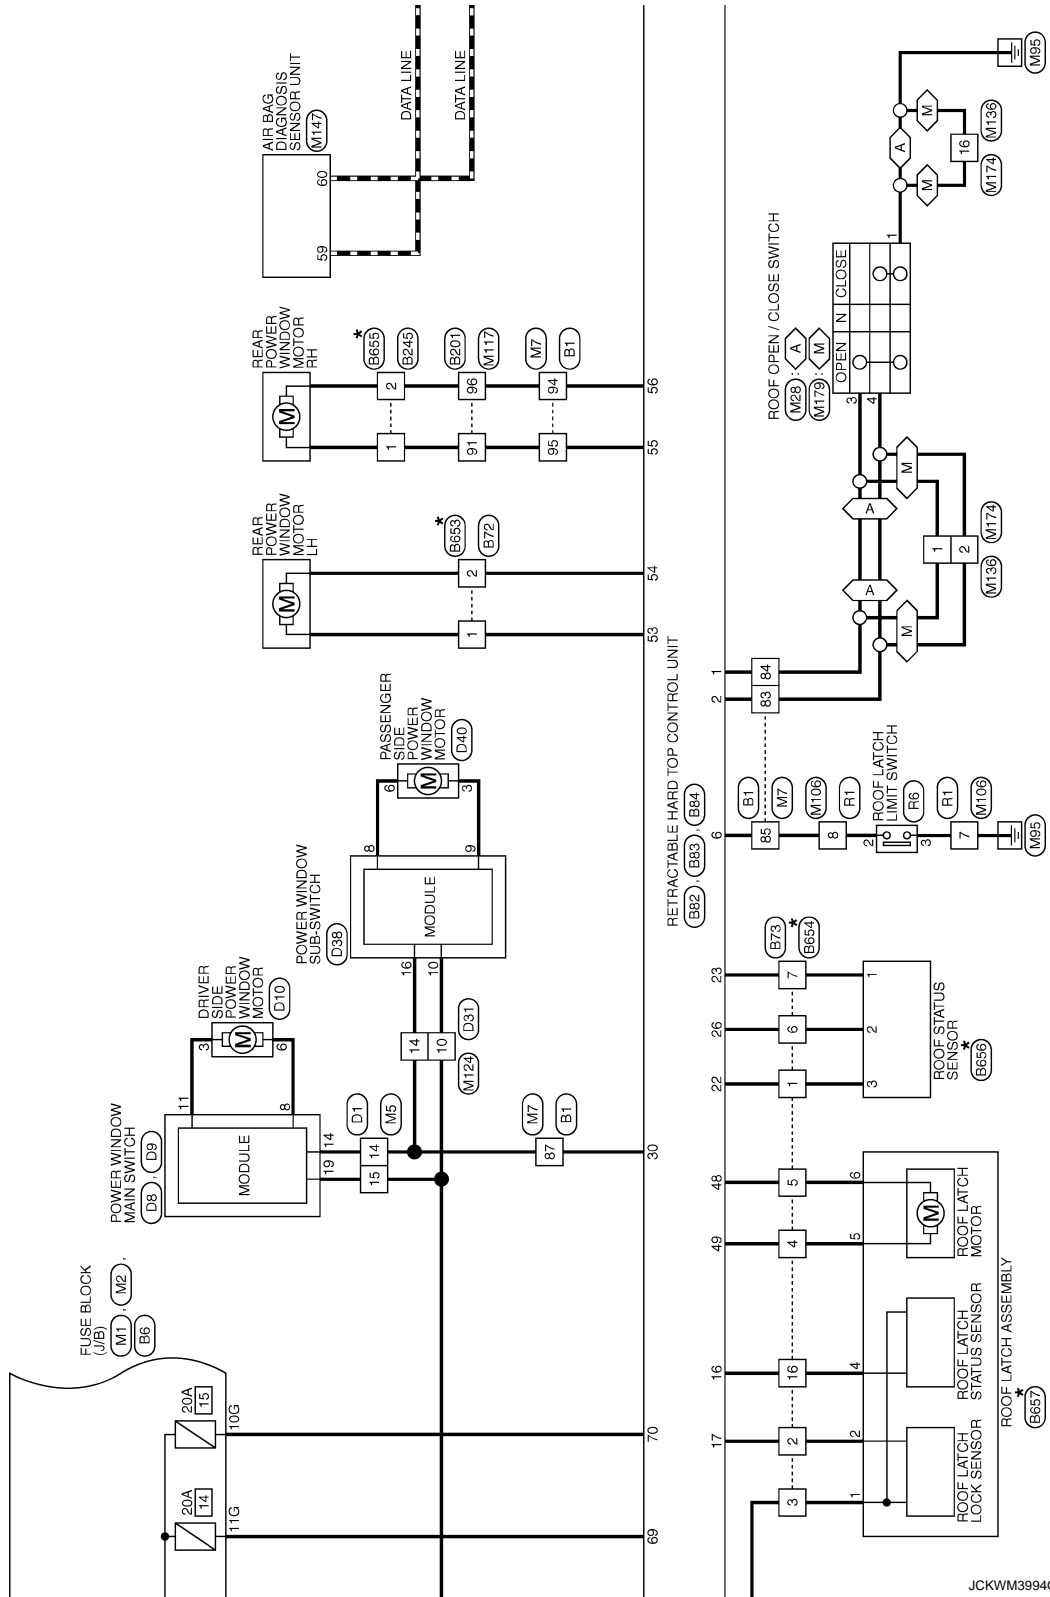 FUSE BLOCK
(J/B)
M1 , M2 ,
B6
20A
15
10G
20A
14
11G
70
69
POWER WINDOW
MAIN SWITCH
D8 , D9
MODULE
11
8
14
19
DRIVER
SIDE
POWER
WINDOW
MOTOR
D10
3
M
6
D1
M5
14
15
POWER WINDOW
SUB-SWITCH
D38
MODULE
8
9
16
10
PASSENGER
SIDE
POWER
WINDOW
MOTOR
D40
6
M
3
14
10
D31
M124
M7
B1
87
30
REAR
POWER
WINDOW
MOTOR
LH
M
*
B653
B72
1
2
53
54
REAR
POWER
WINDOW
MOTOR
RH
M
*
B655
B245
1
2
B201
M117
91
96
M7
B1
95
94
55
56
AIR BAG
DIAGNOSIS
SENSOR UNIT
M147
59
60
DATA LINE
DATA LINE
RETRACTABLE HARD TOP CONTROL UNIT
B82 , B83 , B84
17
16
49
48
22
26
23
6
2
1
3
2
16
4
5
1
6
7
B73
*
B654
1
2
4
5
6
M
ROOF LATCH
LOCK SENSOR
ROOF LATCH
STATUS SENSOR
ROOF LATCH
MOTOR
ROOF LATCH ASSEMBLY
*
B657
3
2
1
ROOF STATUS
SENSOR
*
B656
85
83
84
B1
M7
8
M106
R1
2
3
ROOF LATCH
LIMIT SWITCH
R6
7
R1
M106
M95
M
A
A
M
1
2
M136
M174
ROOF OPEN / CLOSE SWITCH
M28 : A
M179 : M
OPEN
N
CLOSE
3
4
1
M
A
M
16
M174
M136
M95
JCKWM3994G